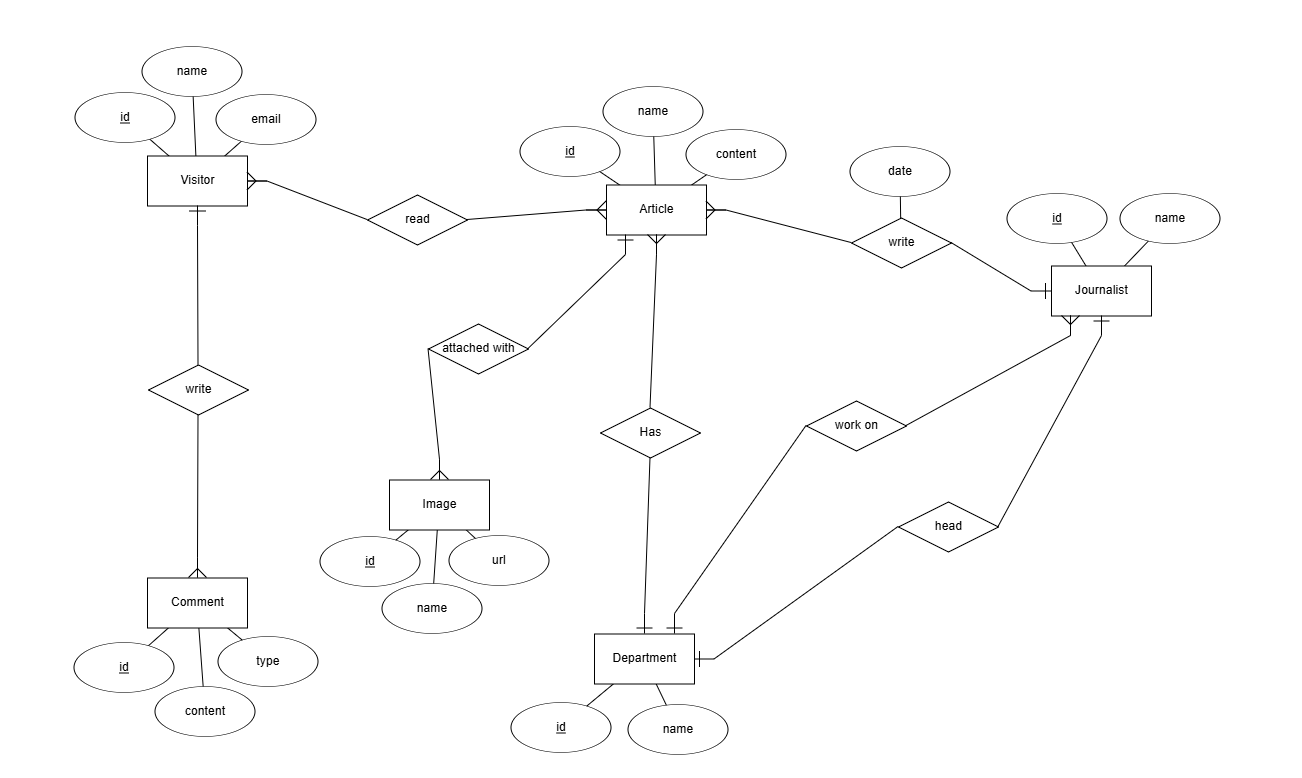 name
id
email
Visitor
name
id
content
Article
date
id
name
read
write
Journalist
attached with
write
Has
work on
Image
head
id
url
name
Comment
id
type
content
Department
id
name